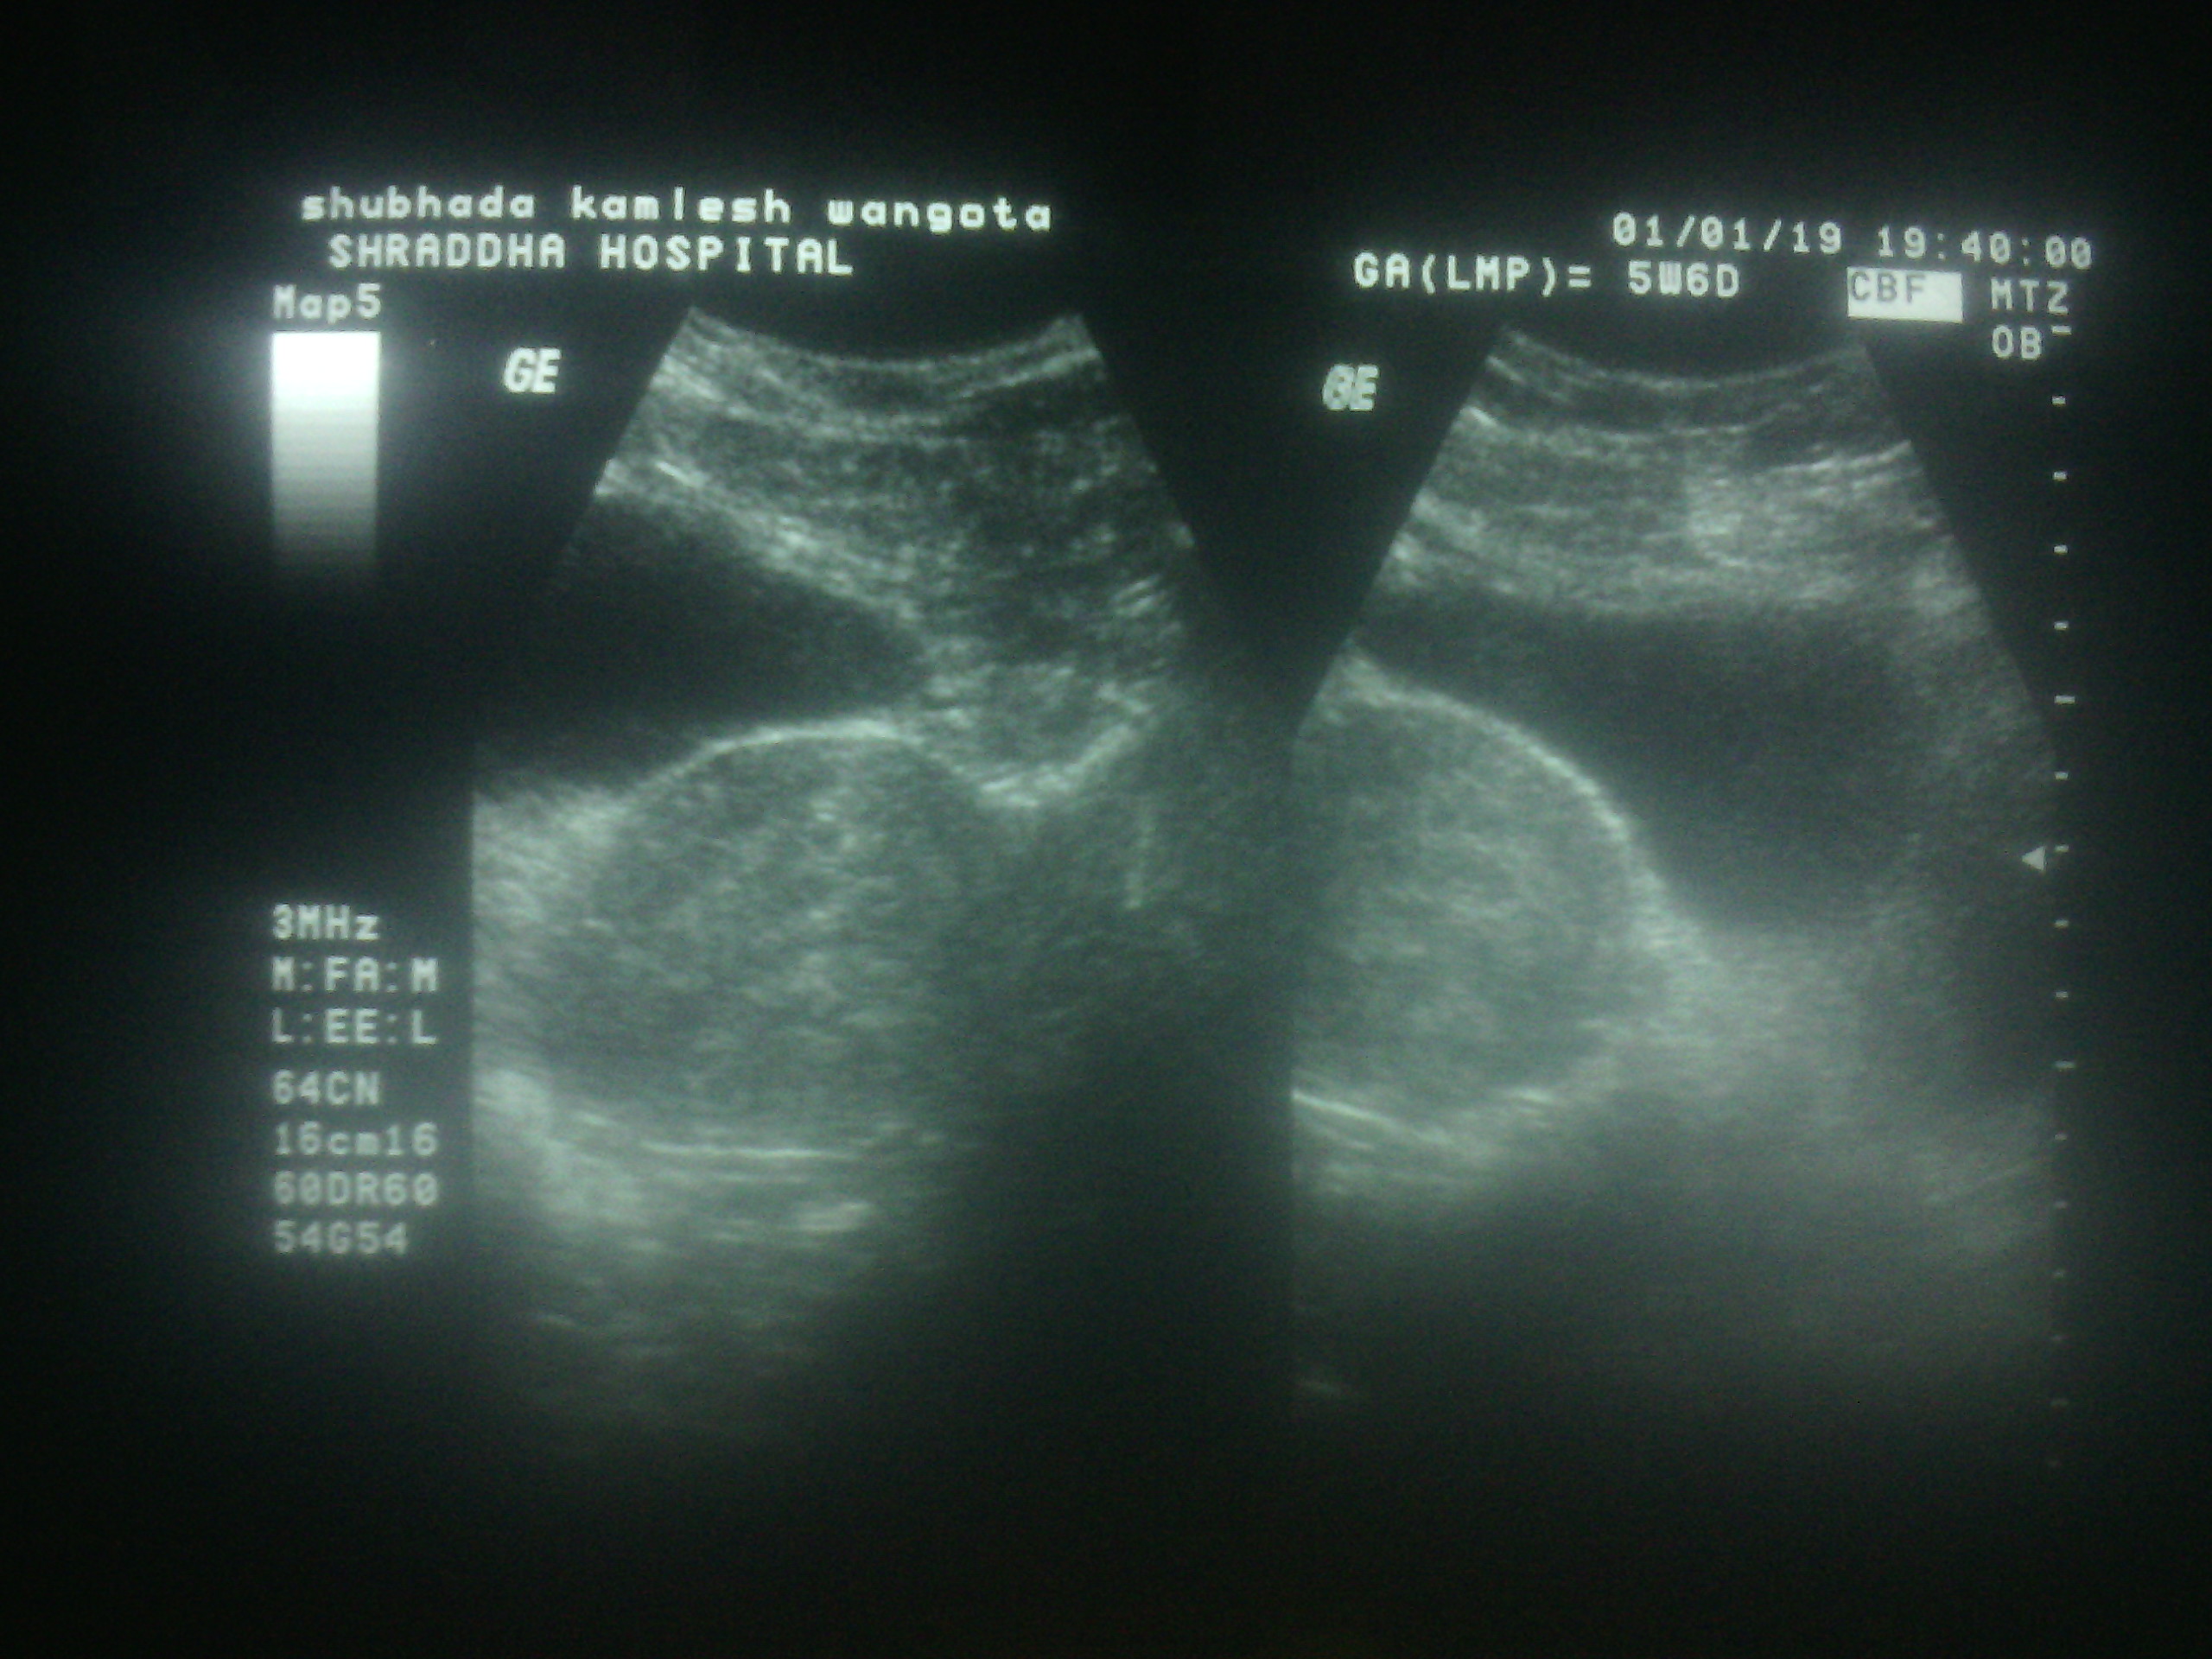 shubhada kamlesh wangota
SHRADDHA HOSPITAL
01/01/19 19:40:00
GA(LMP)= 5W6D
CBF
MTZ
OB
Map5
GE
GE
3MHz
M:FA:M
L:EE:L
64CN
16cm16
60DR60
54G54